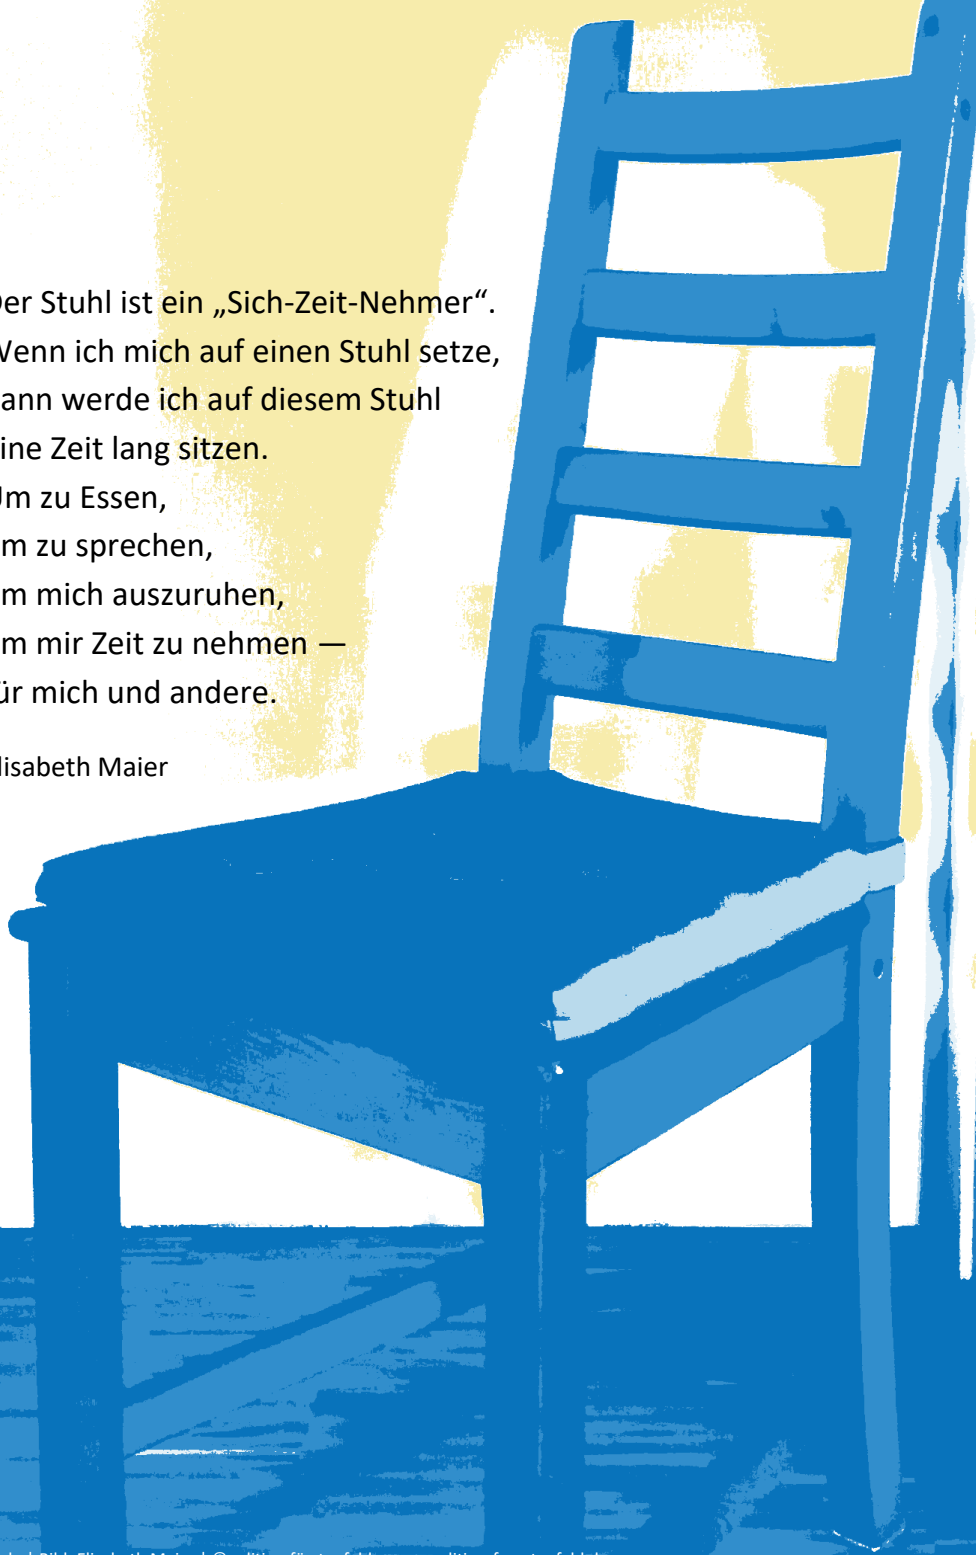 er Stuhl ist ein „Sich-Zeit-Nehmer“.
Wenn ich mich auf einen Stuhl setze,
ann werde ich auf diesem Stuhl
ine Zeit lang sitzen.
Um zu Essen,
m zu sprechen,
m mich auszuruhen,
m mir Zeit zu nehmen —
ür mich und andere.
lisabeth Maier